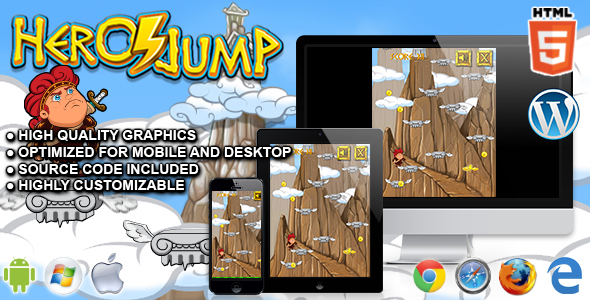 HERO JUMP
HTML
5
• HIGH QUALITY GRAPHICS
• OPTIMIZED FOR MOBILE AND DESKTOP
• SOURCE CODE INCLUDED
• HIGHLY CUSTOMIZABLE